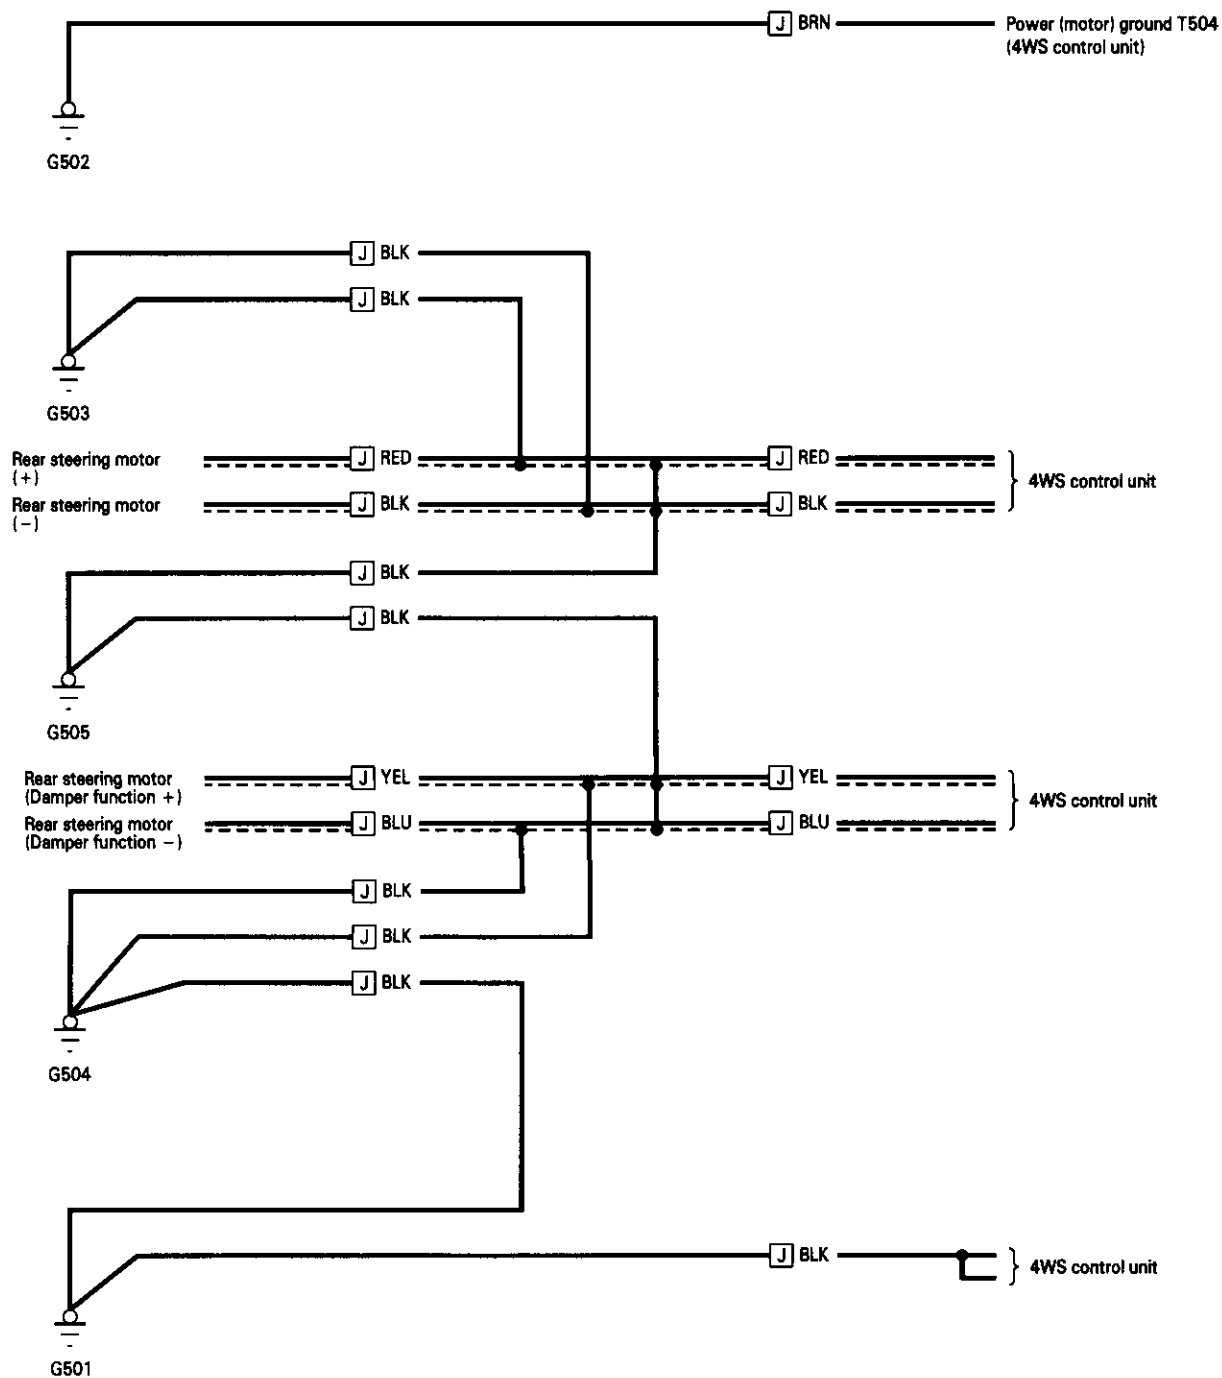 J BRN Power (motor) ground T504
(4WS control unit)
G502
J BLK
J BLK
G503
Rear steering motor J RED J RED
(+)
4WS control unit
Rear steering motor J BLK J BLK
(−)
J BLK
J BLK
G505
Rear steering motor J YEL J YEL
(Damper function +)
4WS control unit
Rear steering motor J BLU J BLU
(Damper function −)
J BLK
J BLK
J BLK
G504
J BLK 4WS control unit
G501